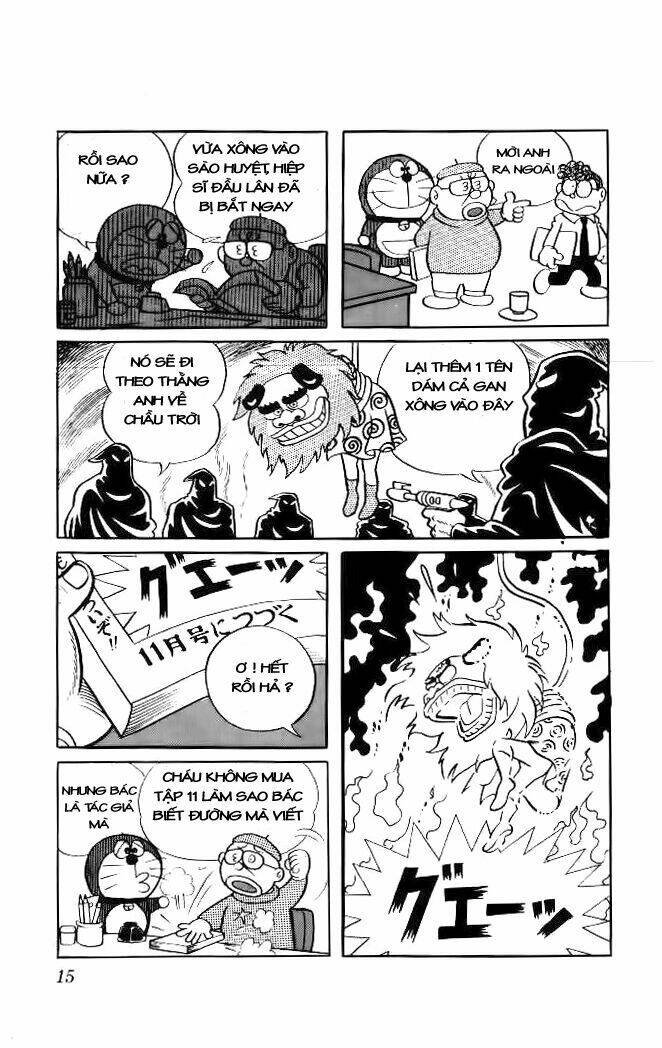 RỒI SAO
NỮA ?
VỪA XÔNG VÀO
SÀO HUYỆT, HIỆP
SĨ ĐẦU LÂN ĐÃ
BỊ BẮT NGAY
MỜI ANH
RA NGOÀI
NÓ SẼ ĐI
THEO THẰNG
ANH VỀ
CHẦU TRỜI
LẠI THÊM 1 TÊN
DÁM CẢ GAN
XÔNG VÀO ĐÂY
グエーッ
ついぞ!!
11月号につづく
Ơ ! HẾT
RỒI HẢ ?
グエーッ
NHƯNG BÁC
LÀ TÁC GIẢ
MÀ
CHÁU KHÔNG MUA
TẬP 11 LÀM SAO BÁC
BIẾT ĐƯỜNG MÀ VIẾT
15